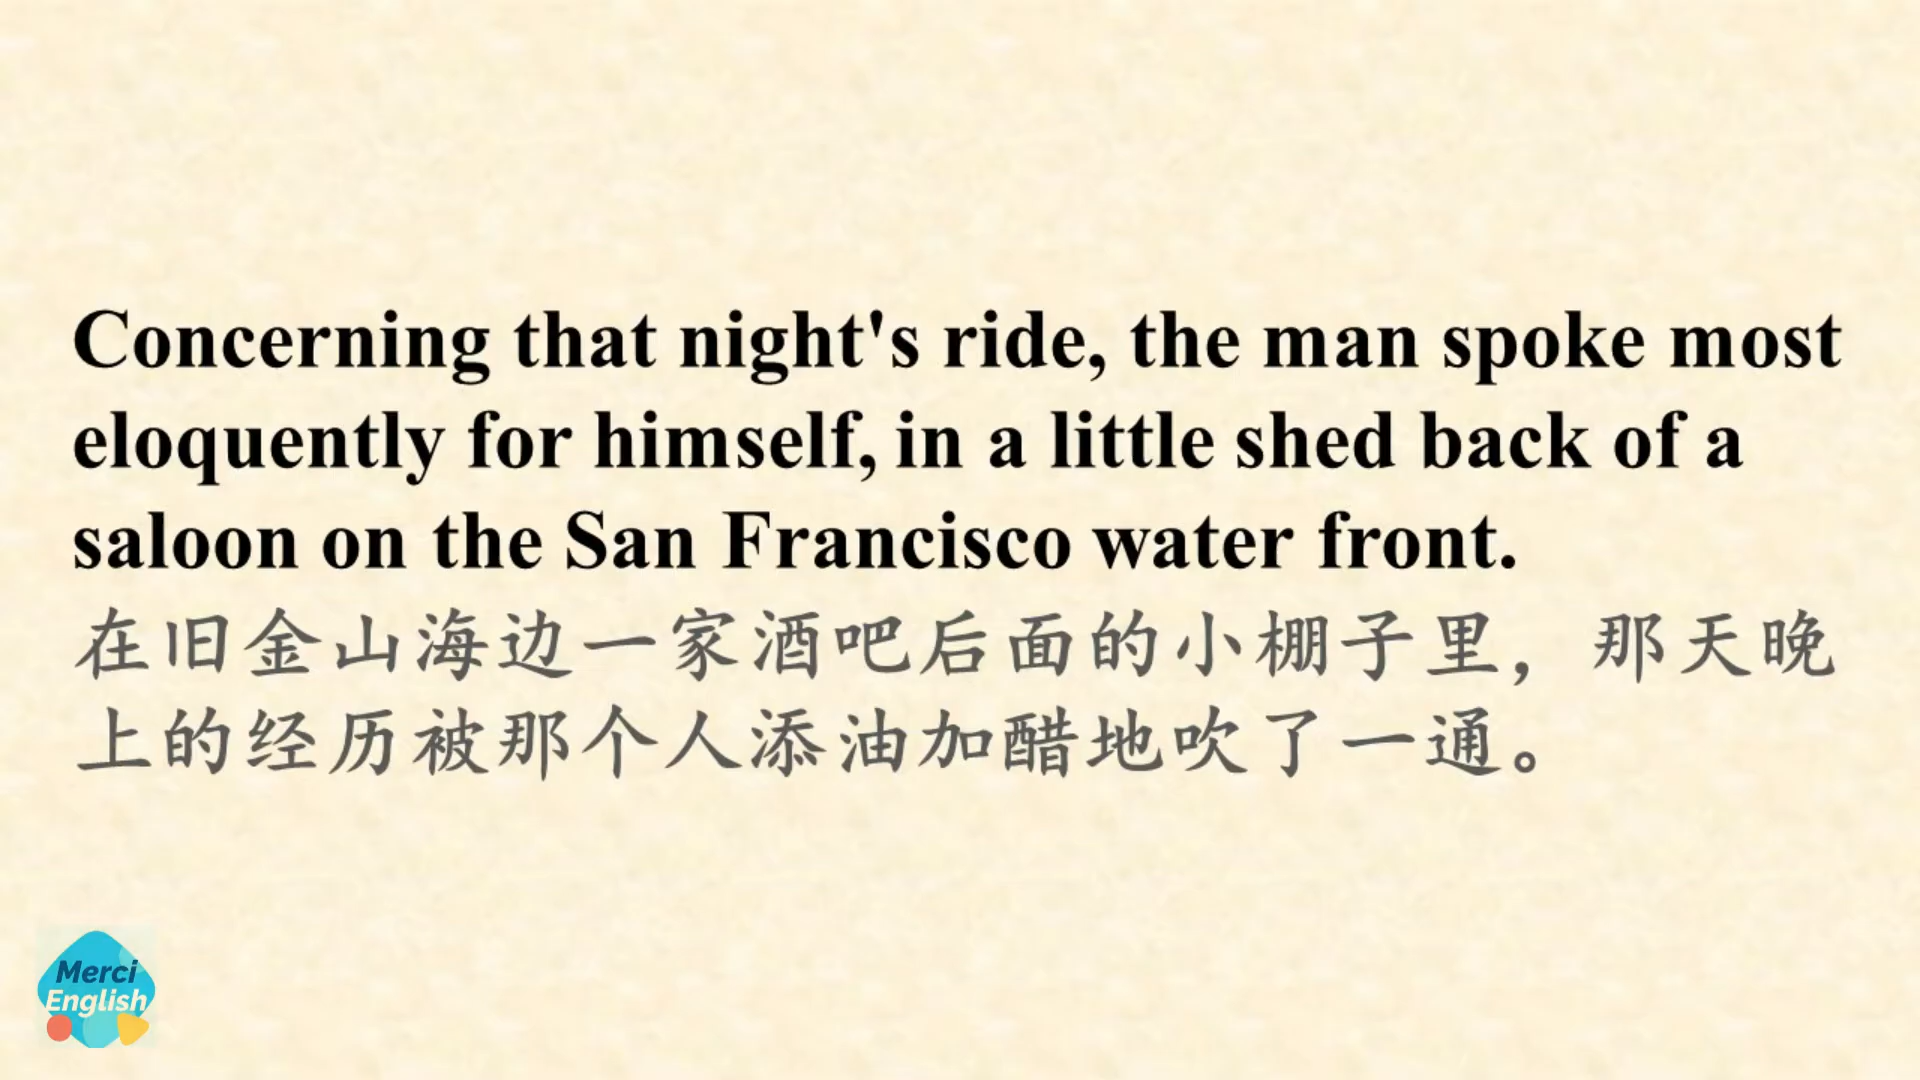 Concerning that night's ride, the man spoke most
eloquently for himself, in a little shed back of a
saloon on the San Francisco water front.
在旧金山海边一家酒吧后面的小棚子里，那天晚
上的经历被那个人添油加醋地吹了一通。
Merci
English